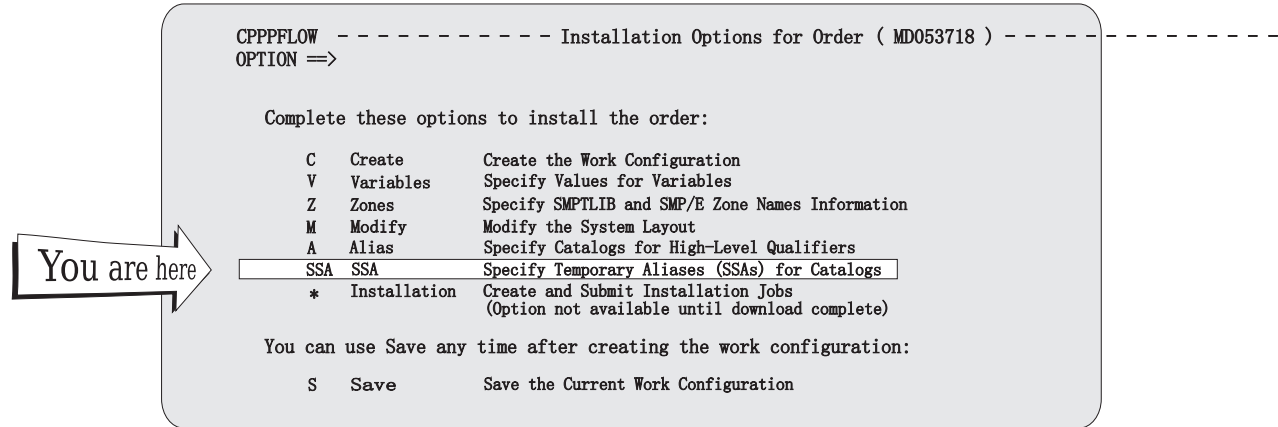 CPPPFLOW - - - - - - - - - - - - Installation Options for Order ( MD053718 ) - - - - - - - - - - - - - - -
OPTION ==>
Complete these options to install the order:
C Create Create the Work Configuration
V Variables Specify Values for Variables
Z Zones Specify SMPTLIB and SMP/E Zone Names Information
M Modify Modify the System Layout
A Alias Specify Catalogs for High-Level Qualifiers
You are here
SSA SSA Specify Temporary Aliases (SSAs) for Catalogs
* Installation Create and Submit Installation Jobs
(Option not available until download complete)
You can use Save any time after creating the work configuration:
S Save Save the Current Work Configuration